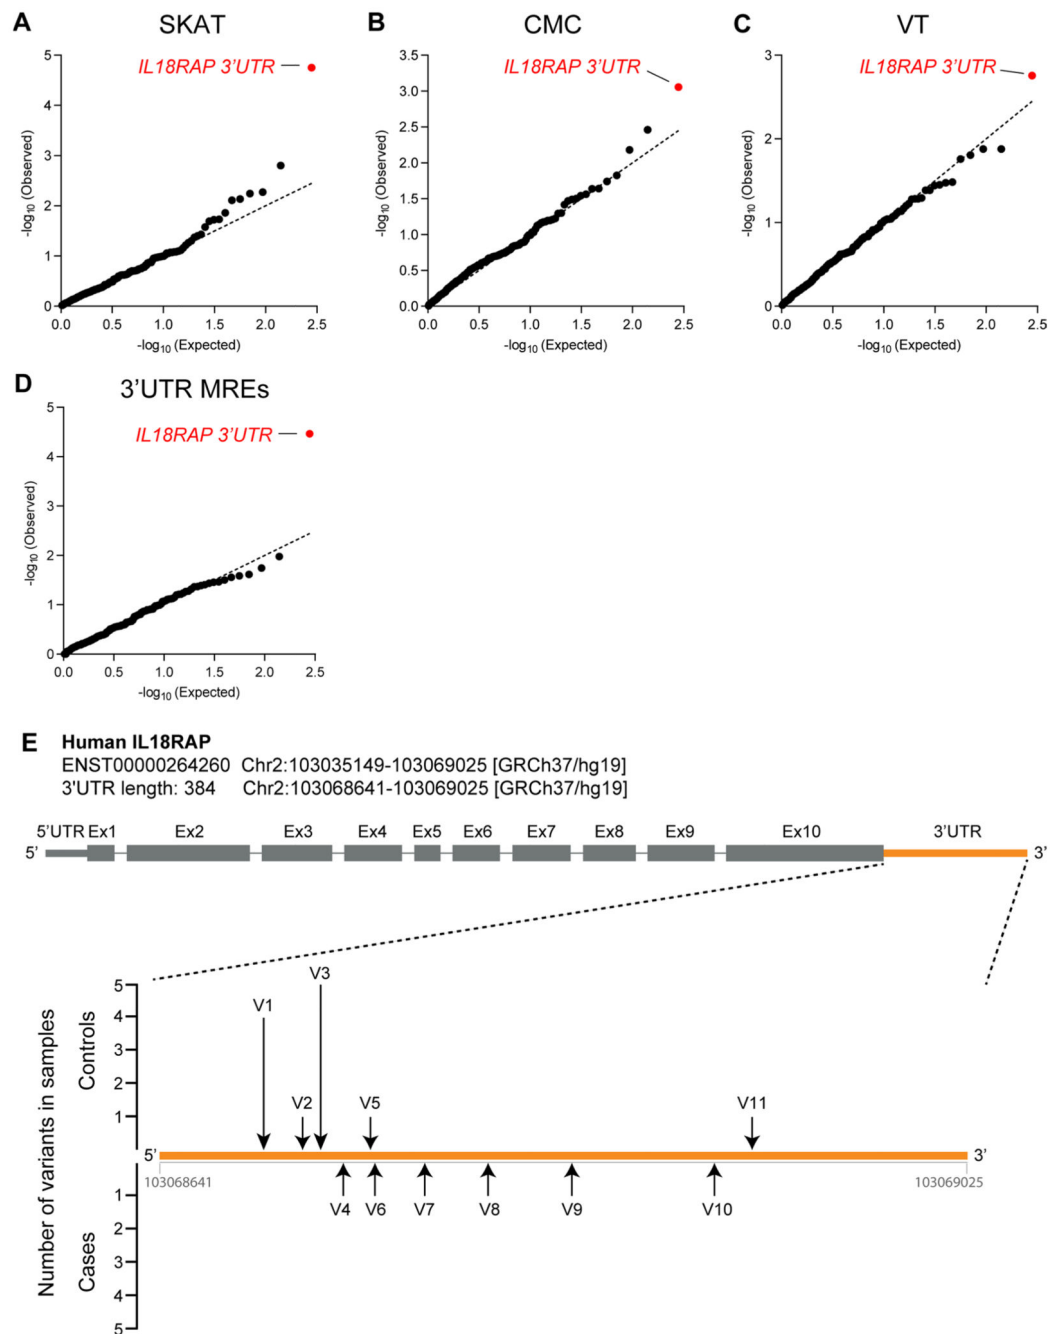 A
SKAT
IL18RAP 3'UTR
-log10 (Observed)
5
4
3
2
1
0
0.0 0.5 1.0 1.5 2.0 2.5
-log10 (Expected)
B
CMC
IL18RAP 3'UTR
-log10 (Observed)
3.5
3.0
2.5
2.0
1.5
1.0
0.5
0.0
0.0 0.5 1.0 1.5 2.0 2.5
-log10 (Expected)
C
VT
IL18RAP 3'UTR
-log10 (Observed)
3
2
1
0
0.0 0.5 1.0 1.5 2.0 2.5
-log10 (Expected)
D
3'UTR MREs
IL18RAP 3'UTR
-log10 (Observed)
5
4
3
2
1
0
0.0 0.5 1.0 1.5 2.0 2.5
-log10 (Expected)
E
Human IL18RAP
ENST00000264260 Chr2:103035149-103069025 [GRCh37/hg19]
3'UTR length: 384 Chr2:103068641-103069025 [GRCh37/hg19]
5'UTR Ex1 Ex2 Ex3 Ex4 Ex5 Ex6 Ex7 Ex8 Ex9 Ex10 3'UTR
5' 3'
Number of variants in samples
Controls
5
4
3
2
1
V3
V1
V2 V5 V11
5' 3'
103068641 103069025
V4 V6 V7 V8 V9 V10
Cases
1
2
3
4
5